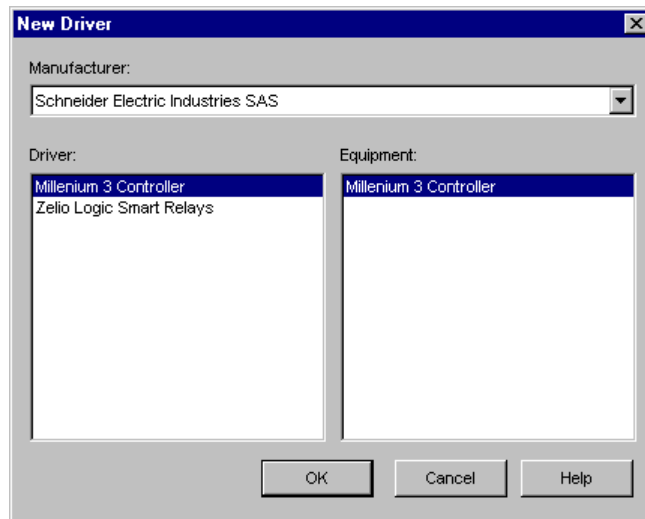 New Driver
Manufacturer:
Schneider Electric Industries SAS
Driver:
Equipment:
Millenium 3 Controller
Zelio Logic Smart Relays
Millenium 3 Controller
OK
Cancel
Help